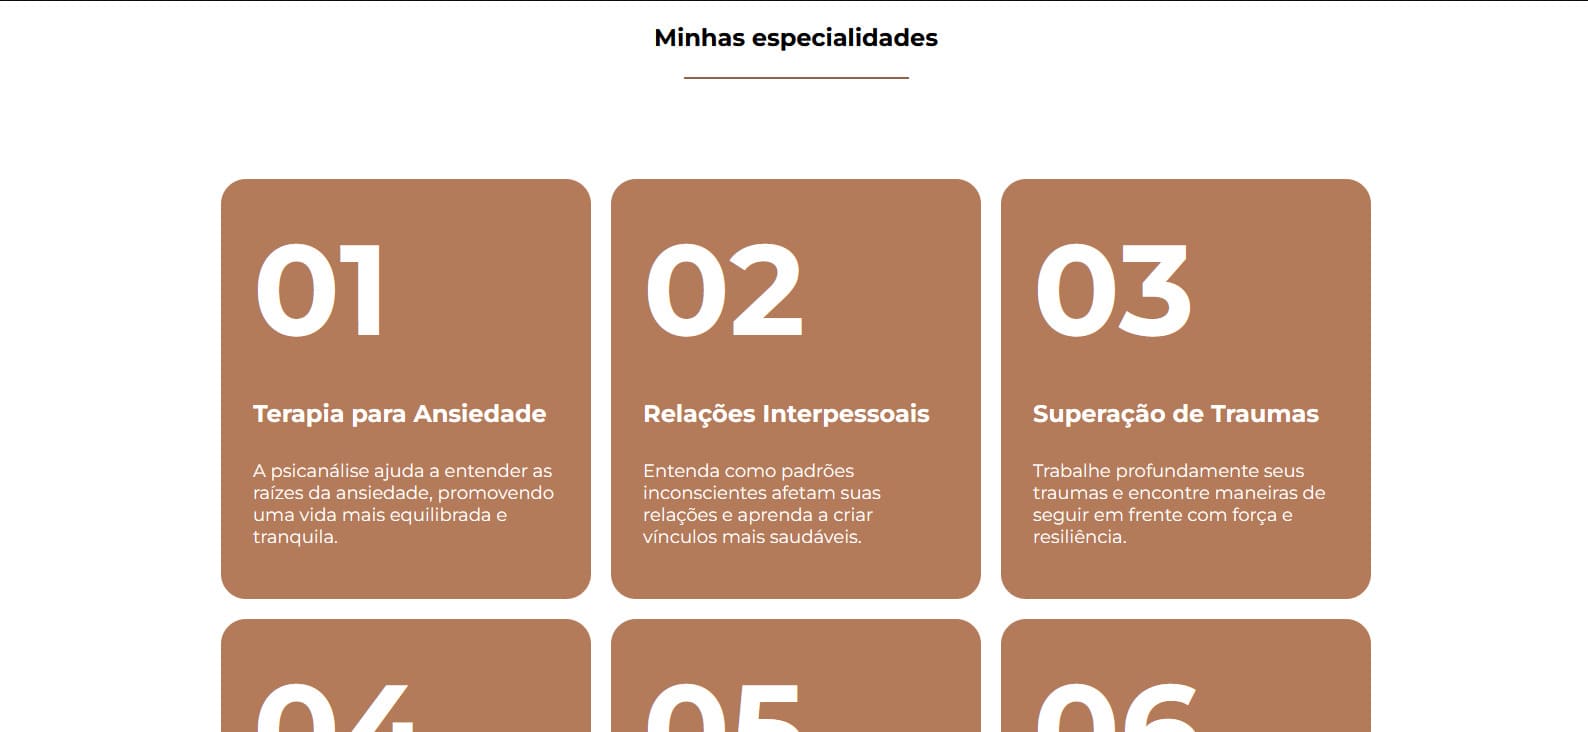 Minhas especialidades
01
02
03
Terapia para Ansiedade
A psicanálise ajuda a entender as
raízes da ansiedade, promovendo
uma vida mais equilibrada e
tranquila.
Relações Interpessoais
Entenda como padrões
inconscientes afetam suas
relações e aprenda a criar
vínculos mais saudáveis.
Superação de Traumas
Trabalhe profundamente seus
traumas e encontre maneiras de
seguir em frente com força e
resiliência.
04
05
06